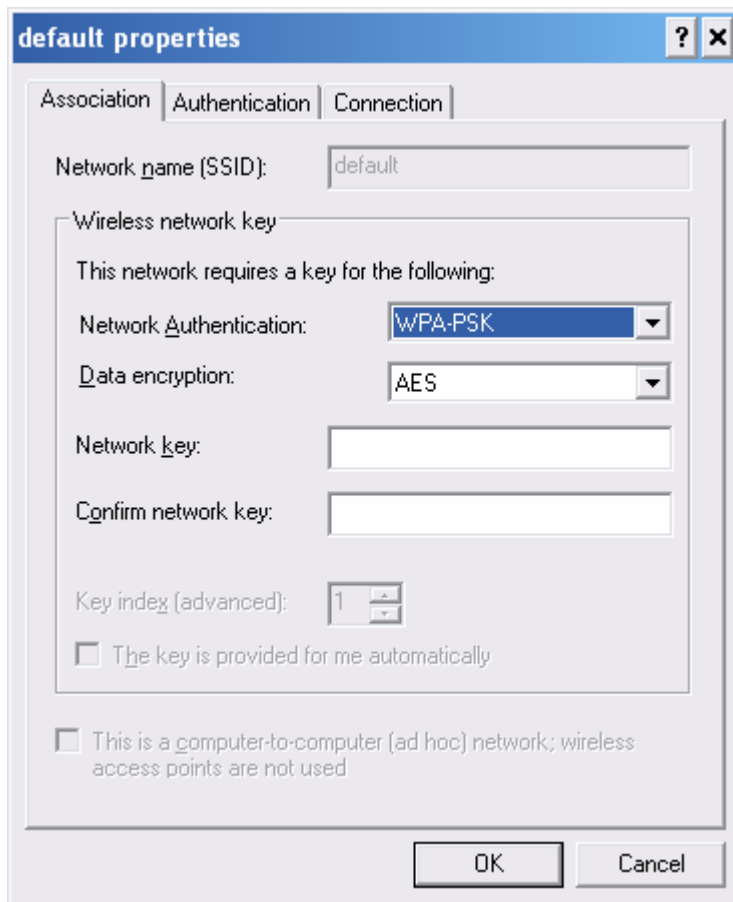 default properties
?
Association Authentication Connection
Network name (SSID): default
Wireless network key
This network requires a key for the following:
Network Authentication: WPA-PSK
Data encryption: AES
Network key:
Confirm network key:
Key index (advanced): 1
The key is provided for me automatically
This is a computer-to-computer (ad hoc) network; wireless
access points are not used
OK Cancel